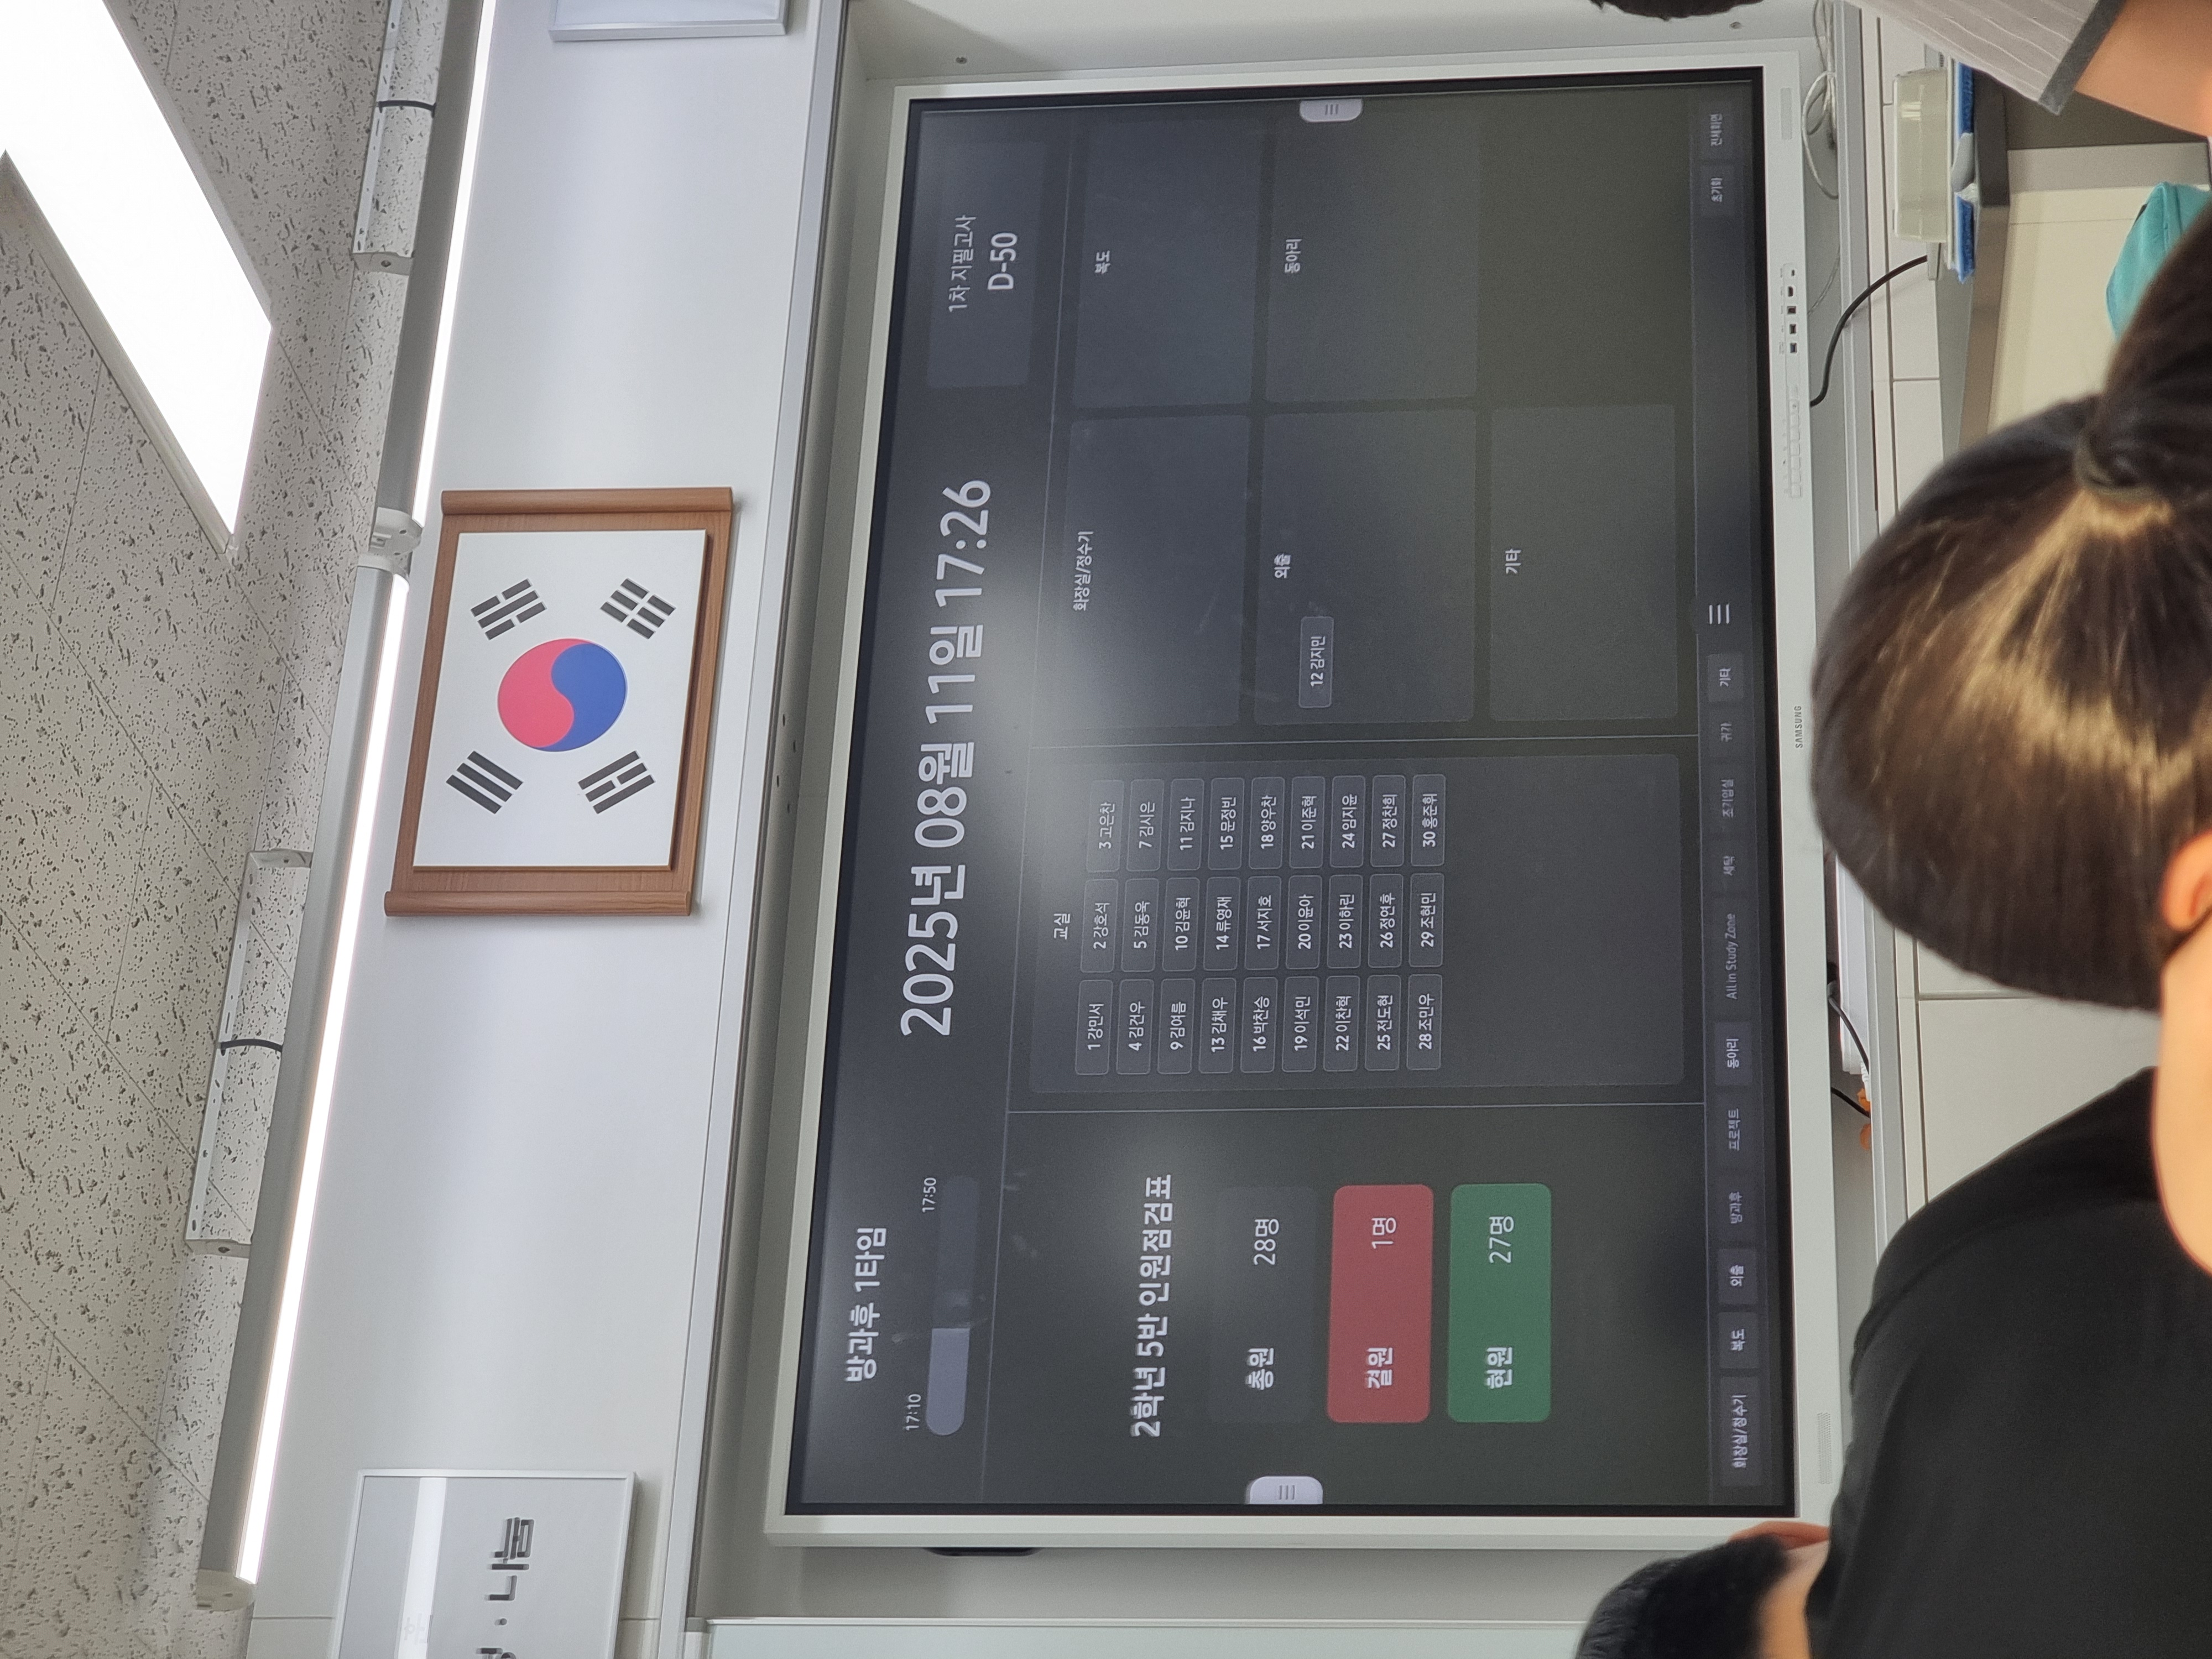 · 나눔
방과후 1타임
17:10
17:50
2025년 08월 11일 17:26
1차 지필고사
D-50
2학년 5반 인원점검표
총원 28명
결원 1명
현원 27명
교실
1 강민서 2 강호석 3 고은찬
4 김건우 5 김동욱 7 김시은
9 김여름 10 김윤혁 11 김지나
13 김채우 14 류영재 15 문정빈
16 박찬승 17 서지호 18 양우찬
19 이석민 20 이윤아 21 이준혁
22 이찬혁 23 이하린 24 임지윤
25 전도현 26 정연후 27 정찬희
28 조민우 29 조현민 30 홍준휘
화장실/정수기
복도
외출
12 김지민
동아리
기타
화장실/정수기 복도 외출 방과후 프로젝트 동아리 All in Study Zone 세탁 조기입실 귀가 기타 초기화 전체화면
SAMSUNG